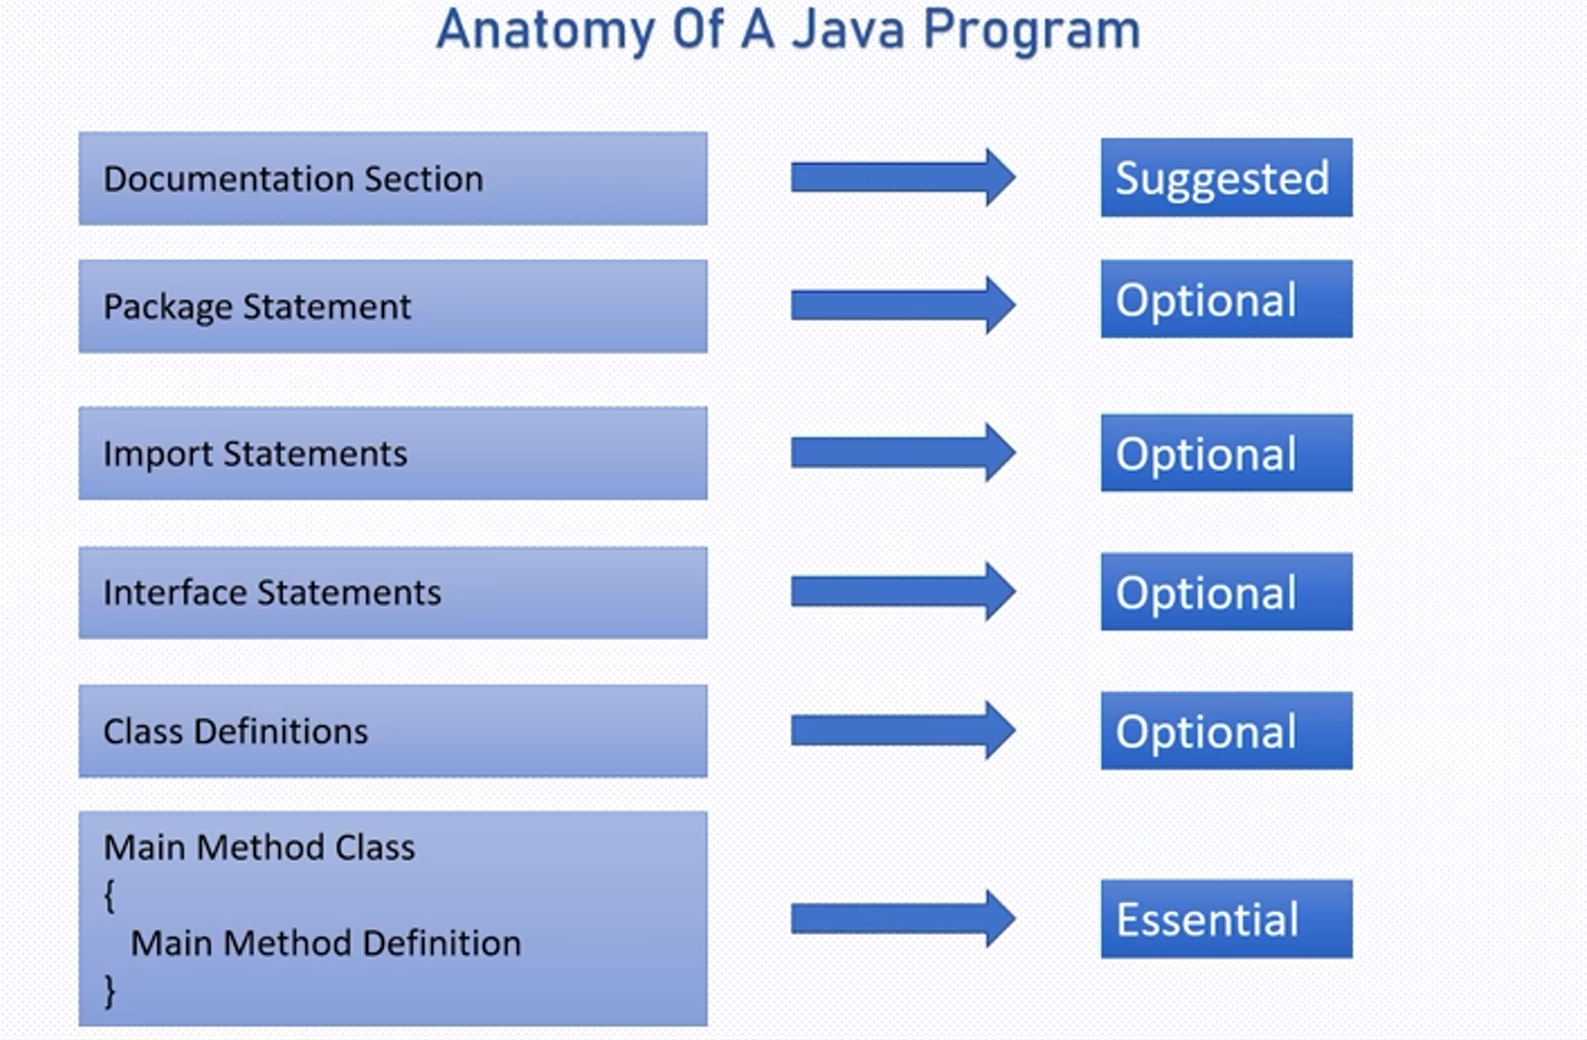 Anatomy Of A Java Program
Documentation Section
Suggested
Package Statement
Optional
Import Statements
Optional
Interface Statements
Optional
Class Definitions
Optional
Main Method Class
{
Main Method Definition
}
Essential